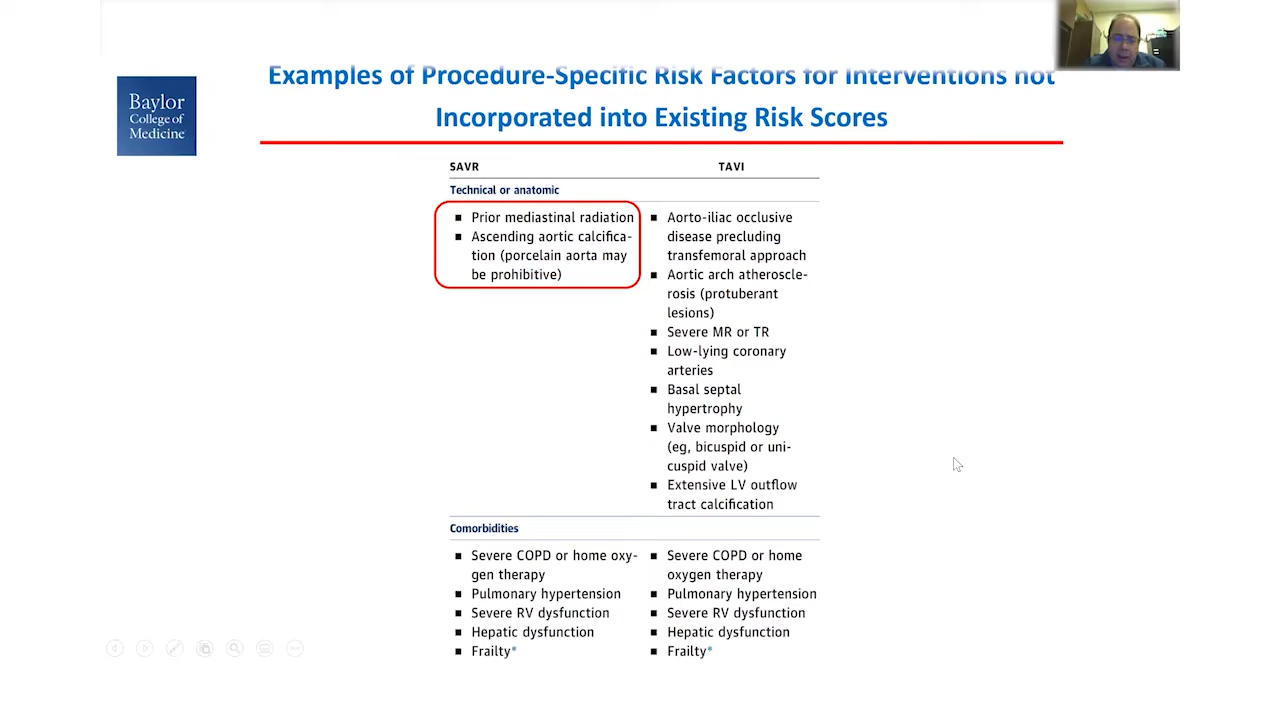 Baylor
College of
Medicine
Examples of Procedure-Specific Risk Factors for Interventions not
Incorporated into Existing Risk Scores
SAVR
TAVI
Technical or anatomic
■ Prior mediastinal radiation
■ Ascending aortic calcifica-
tion (porcelain aorta may
be prohibitive)
■ Aorto-iliac occlusive
disease precluding
transfemoral approach
■ Aortic arch atheroscle-
rosis (protuberant
lesions)
■ Severe MR or TR
■ Low-lying coronary
arteries
■ Basal septal
hypertrophy
■ Valve morphology
(eg, bicuspid or uni-
cuspid valve)
■ Extensive LV outflow
tract calcification
Comorbidities
■ Severe COPD or home oxy-
gen therapy
■ Pulmonary hypertension
■ Severe RV dysfunction
■ Hepatic dysfunction
■ Frailty*
■ Severe COPD or home
oxygen therapy
■ Pulmonary hypertension
■ Severe RV dysfunction
■ Hepatic dysfunction
■ Frailty*